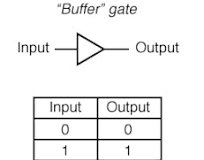 "Buffer" gate
Input Output
Input Output
0 0
1 1